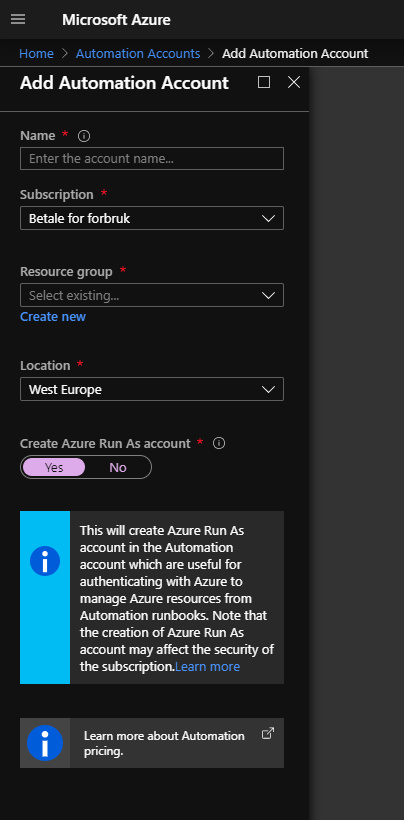 Microsoft Azure
Home > Automation Accounts > Add Automation Account
Add Automation Account
Name *
Enter the account name...
Subscription *
Betale for forbruk
Resource group *
Select existing...
Create new
Location *
West Europe
Create Azure Run As account *
Yes No
This will create Azure Run As
account in the Automation
account which are useful for
authenticating with Azure to
manage Azure resources from
Automation runbooks. Note that
the creation of Azure Run As
account may affect the security of
the subscription.Learn more
Learn more about Automation
pricing.